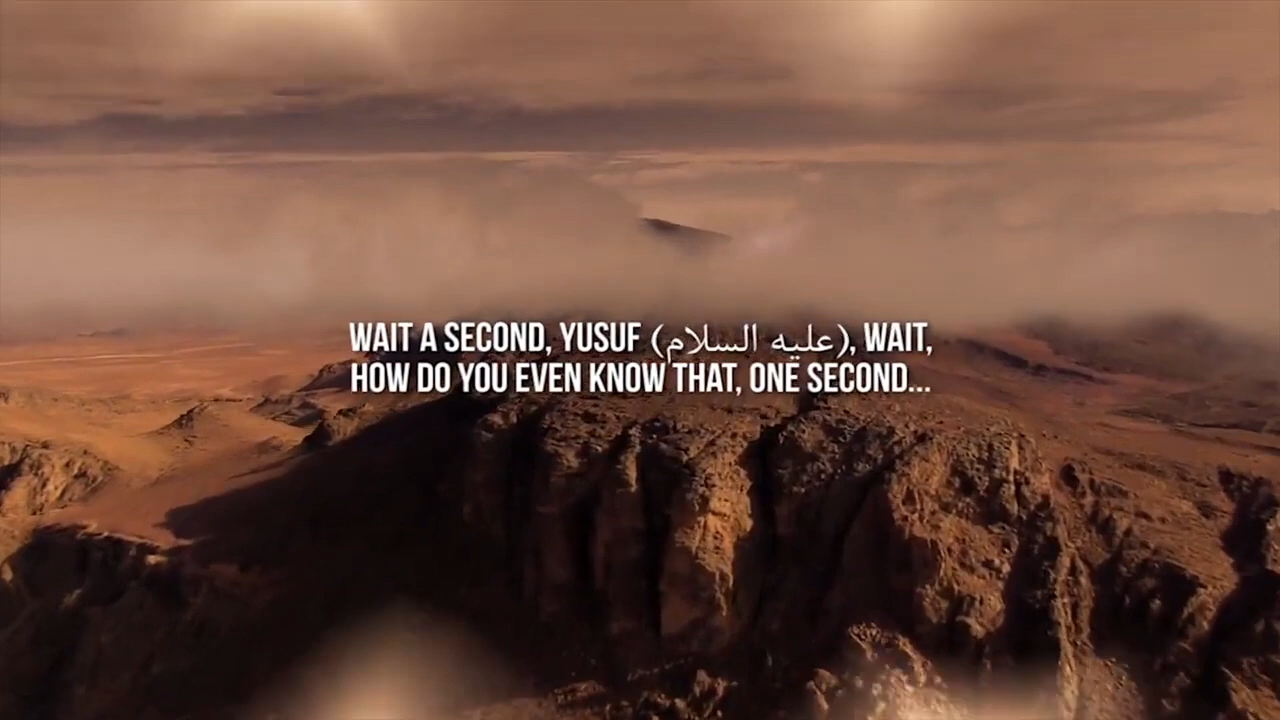 WAIT A SECOND, YUSUF (عليه السلام), WAIT,
HOW DO YOU EVEN KNOW THAT, ONE SECOND...